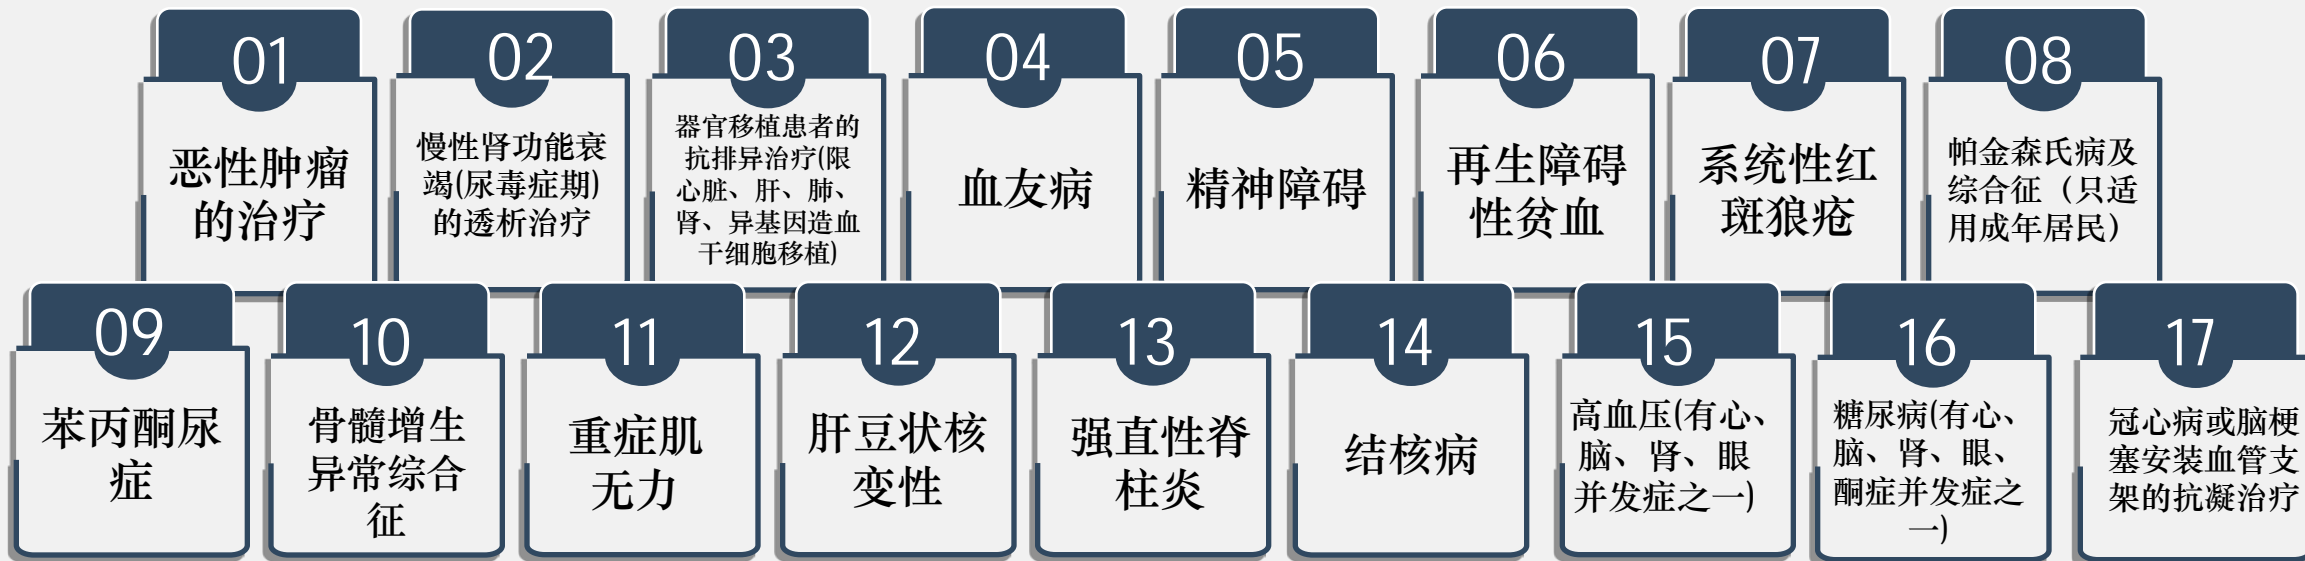 01
恶性肿瘤
的治疗
02
慢性肾功能衰
竭(尿毒症期)
的透析治疗
03
器官移植患者的
抗排异治疗(限
心脏、肝、肺、
肾、异基因造血
干细胞移植)
04
血友病
05
精神障碍
06
再生障碍
性贫血
07
系统性红
斑狼疮
08
帕金森氏病及
综合征（只适
用成年居民）
09
苯丙酮尿
症
10
骨髓增生
异常综合
征
11
重症肌
无力
12
肝豆状核
变性
13
强直性脊
柱炎
14
结核病
15
高血压(有心、
脑、肾、眼
并发症之一)
16
糖尿病(有心、
脑、肾、眼、
酮症并发症之
一)
17
冠心病或脑梗
塞安装血管支
架的抗凝治疗